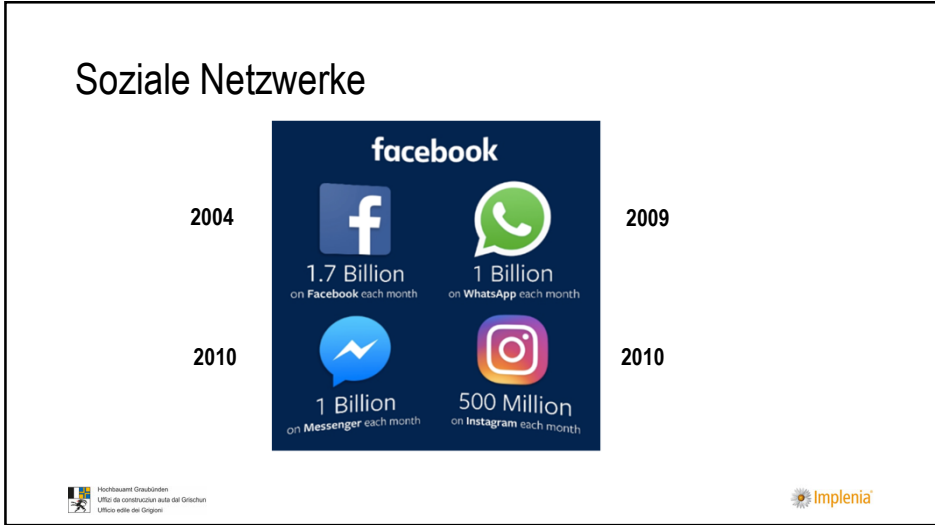 Soziale Netzwerke
facebook
2004
2009
1.7 Billion
on Facebook each month
1 Billion
on WhatsApp each month
2010
2010
1 Billion
on Messenger each month
500 Million
on Instagram each month
Hochbauamt Graubünden
Uffizi da construcziun auta dal Grischun
Ufficio edile dei Grigioni
Implenia